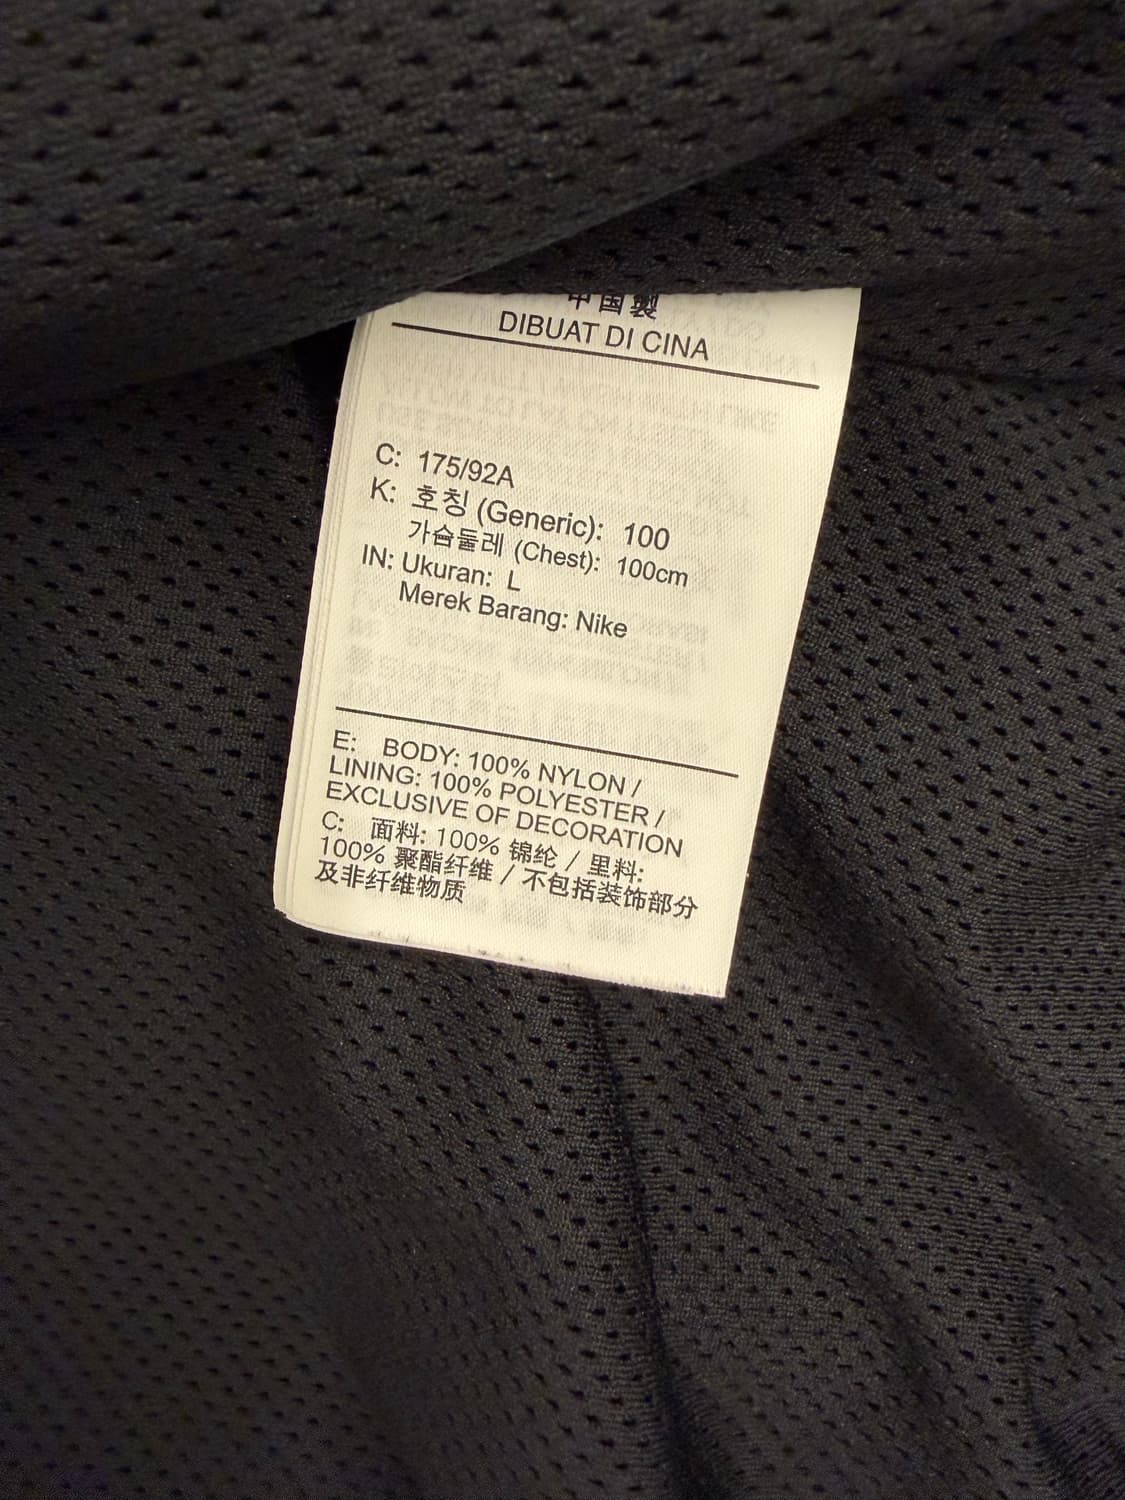 中国製
DIBUAT DI CINA
C: 175/92A
K: 호칭 (Generic): 100
가슴둘레 (Chest): 100cm
IN: Ukuran: L
Merek Barang: Nike
E: BODY: 100% NYLON /
LINING: 100% POLYESTER /
EXCLUSIVE OF DECORATION
C: 面料: 100% 锦纶 / 里料:
100% 聚酯纤维 / 不包括装饰部分
及非纤维物质